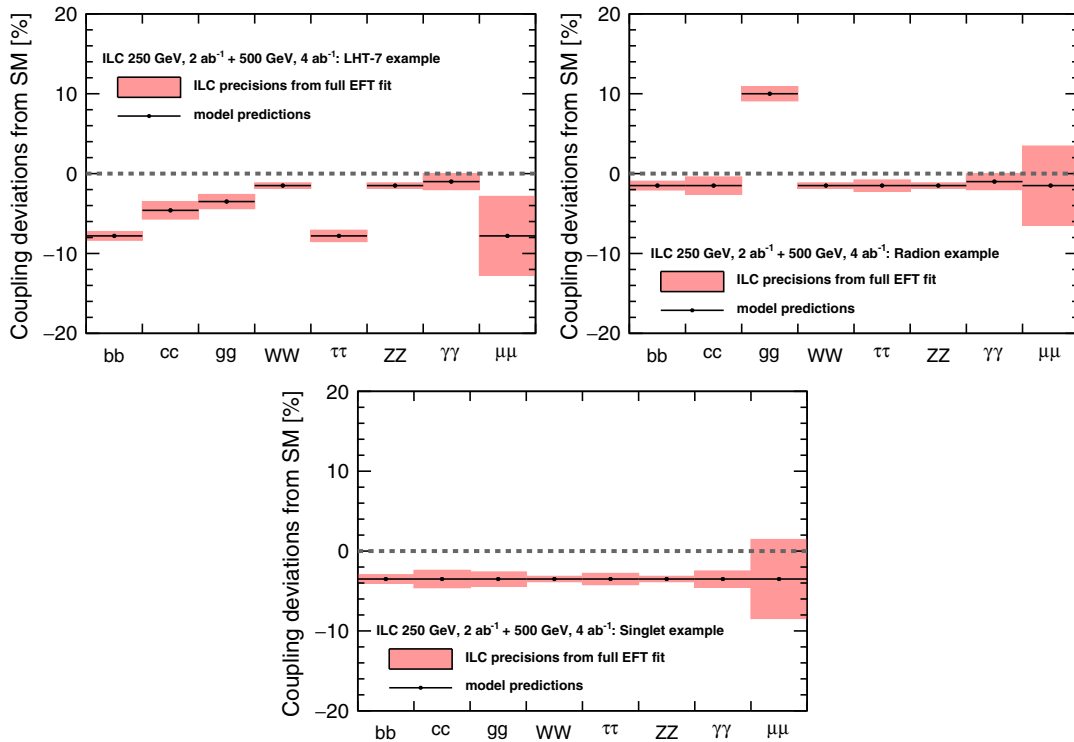 Coupling deviations from SM [%]
20
10
0
−10
−20
ILC 250 GeV, 2 ab⁻¹ + 500 GeV, 4 ab⁻¹: LHT-7 example
ILC precisions from full EFT fit
model predictions
bb cc gg WW ττ ZZ γγ μμ
Coupling deviations from SM [%]
20
10
0
−10
−20
ILC 250 GeV, 2 ab⁻¹ + 500 GeV, 4 ab⁻¹: Radion example
ILC precisions from full EFT fit
model predictions
bb cc gg WW ττ ZZ γγ μμ
Coupling deviations from SM [%]
20
10
0
−10
−20
ILC 250 GeV, 2 ab⁻¹ + 500 GeV, 4 ab⁻¹: Singlet example
ILC precisions from full EFT fit
model predictions
bb cc gg WW ττ ZZ γγ μμ